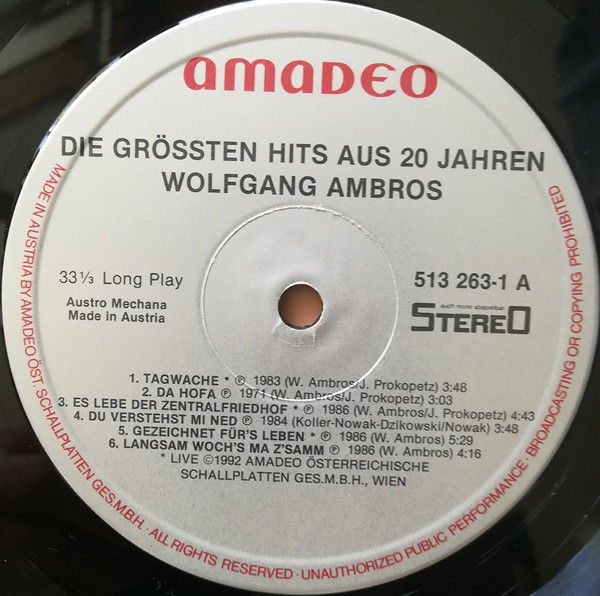 amadeo
DIE GRÖSSTEN HITS AUS 20 JAHREN
WOLFGANG AMBROS
33 1/3 Long Play
513 263-1 A
Austro Mechana
Made in Austria
auch mono abspielbar
STEREO
1. TAGWACHE * ℗ 1983 (W. Ambros/J. Prokopetz) 3:48
2. DA HOFA ℗ 1971 (W. Ambros/J. Prokopetz) 3:03
3. ES LEBE DER ZENTRALFRIEDHOF * ℗ 1986 (W. Ambros/J. Prokopetz) 4:43
4. DU VERSTEHST MI NED ℗ 1984 (Koller-Nowak-Dzikowski/Nowak) 3:48
5. GEZEICHNET FÜR'S LEBEN * ℗ 1986 (W. Ambros) 5:29
6. LANGSAM WOCH'S MA Z'SAMM ℗ 1986 (W. Ambros) 4:16
* LIVE ©1992 AMADEO ÖSTERREICHISCHE
SCHALLPLATTEN GES.M.B.H., WIEN
MADE IN AUSTRIA BY AMADEO ÖST. SCHALLPLATTEN GES.M.B.H. · ALL RIGHTS RESERVED · UNAUTHORIZED PUBLIC PERFORMANCE · BROADCASTING OR COPYING PROHIBITED